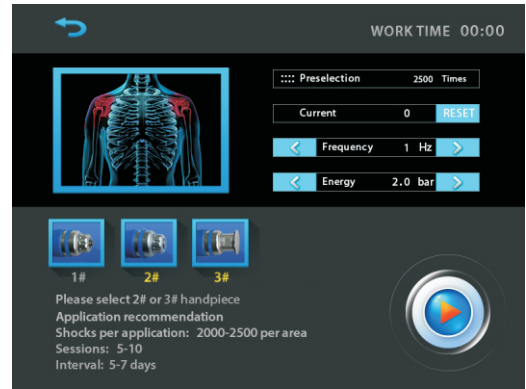 WORK TIME 00:00
:::: Preselection 2500 Times
Current 0 RESET
Frequency 1 Hz
Energy 2.0 bar
1# 2# 3#
Please select 2# or 3# handpiece
Application recommendation
Shocks per application: 2000-2500 per area
Sessions: 5-10
Interval: 5-7 days